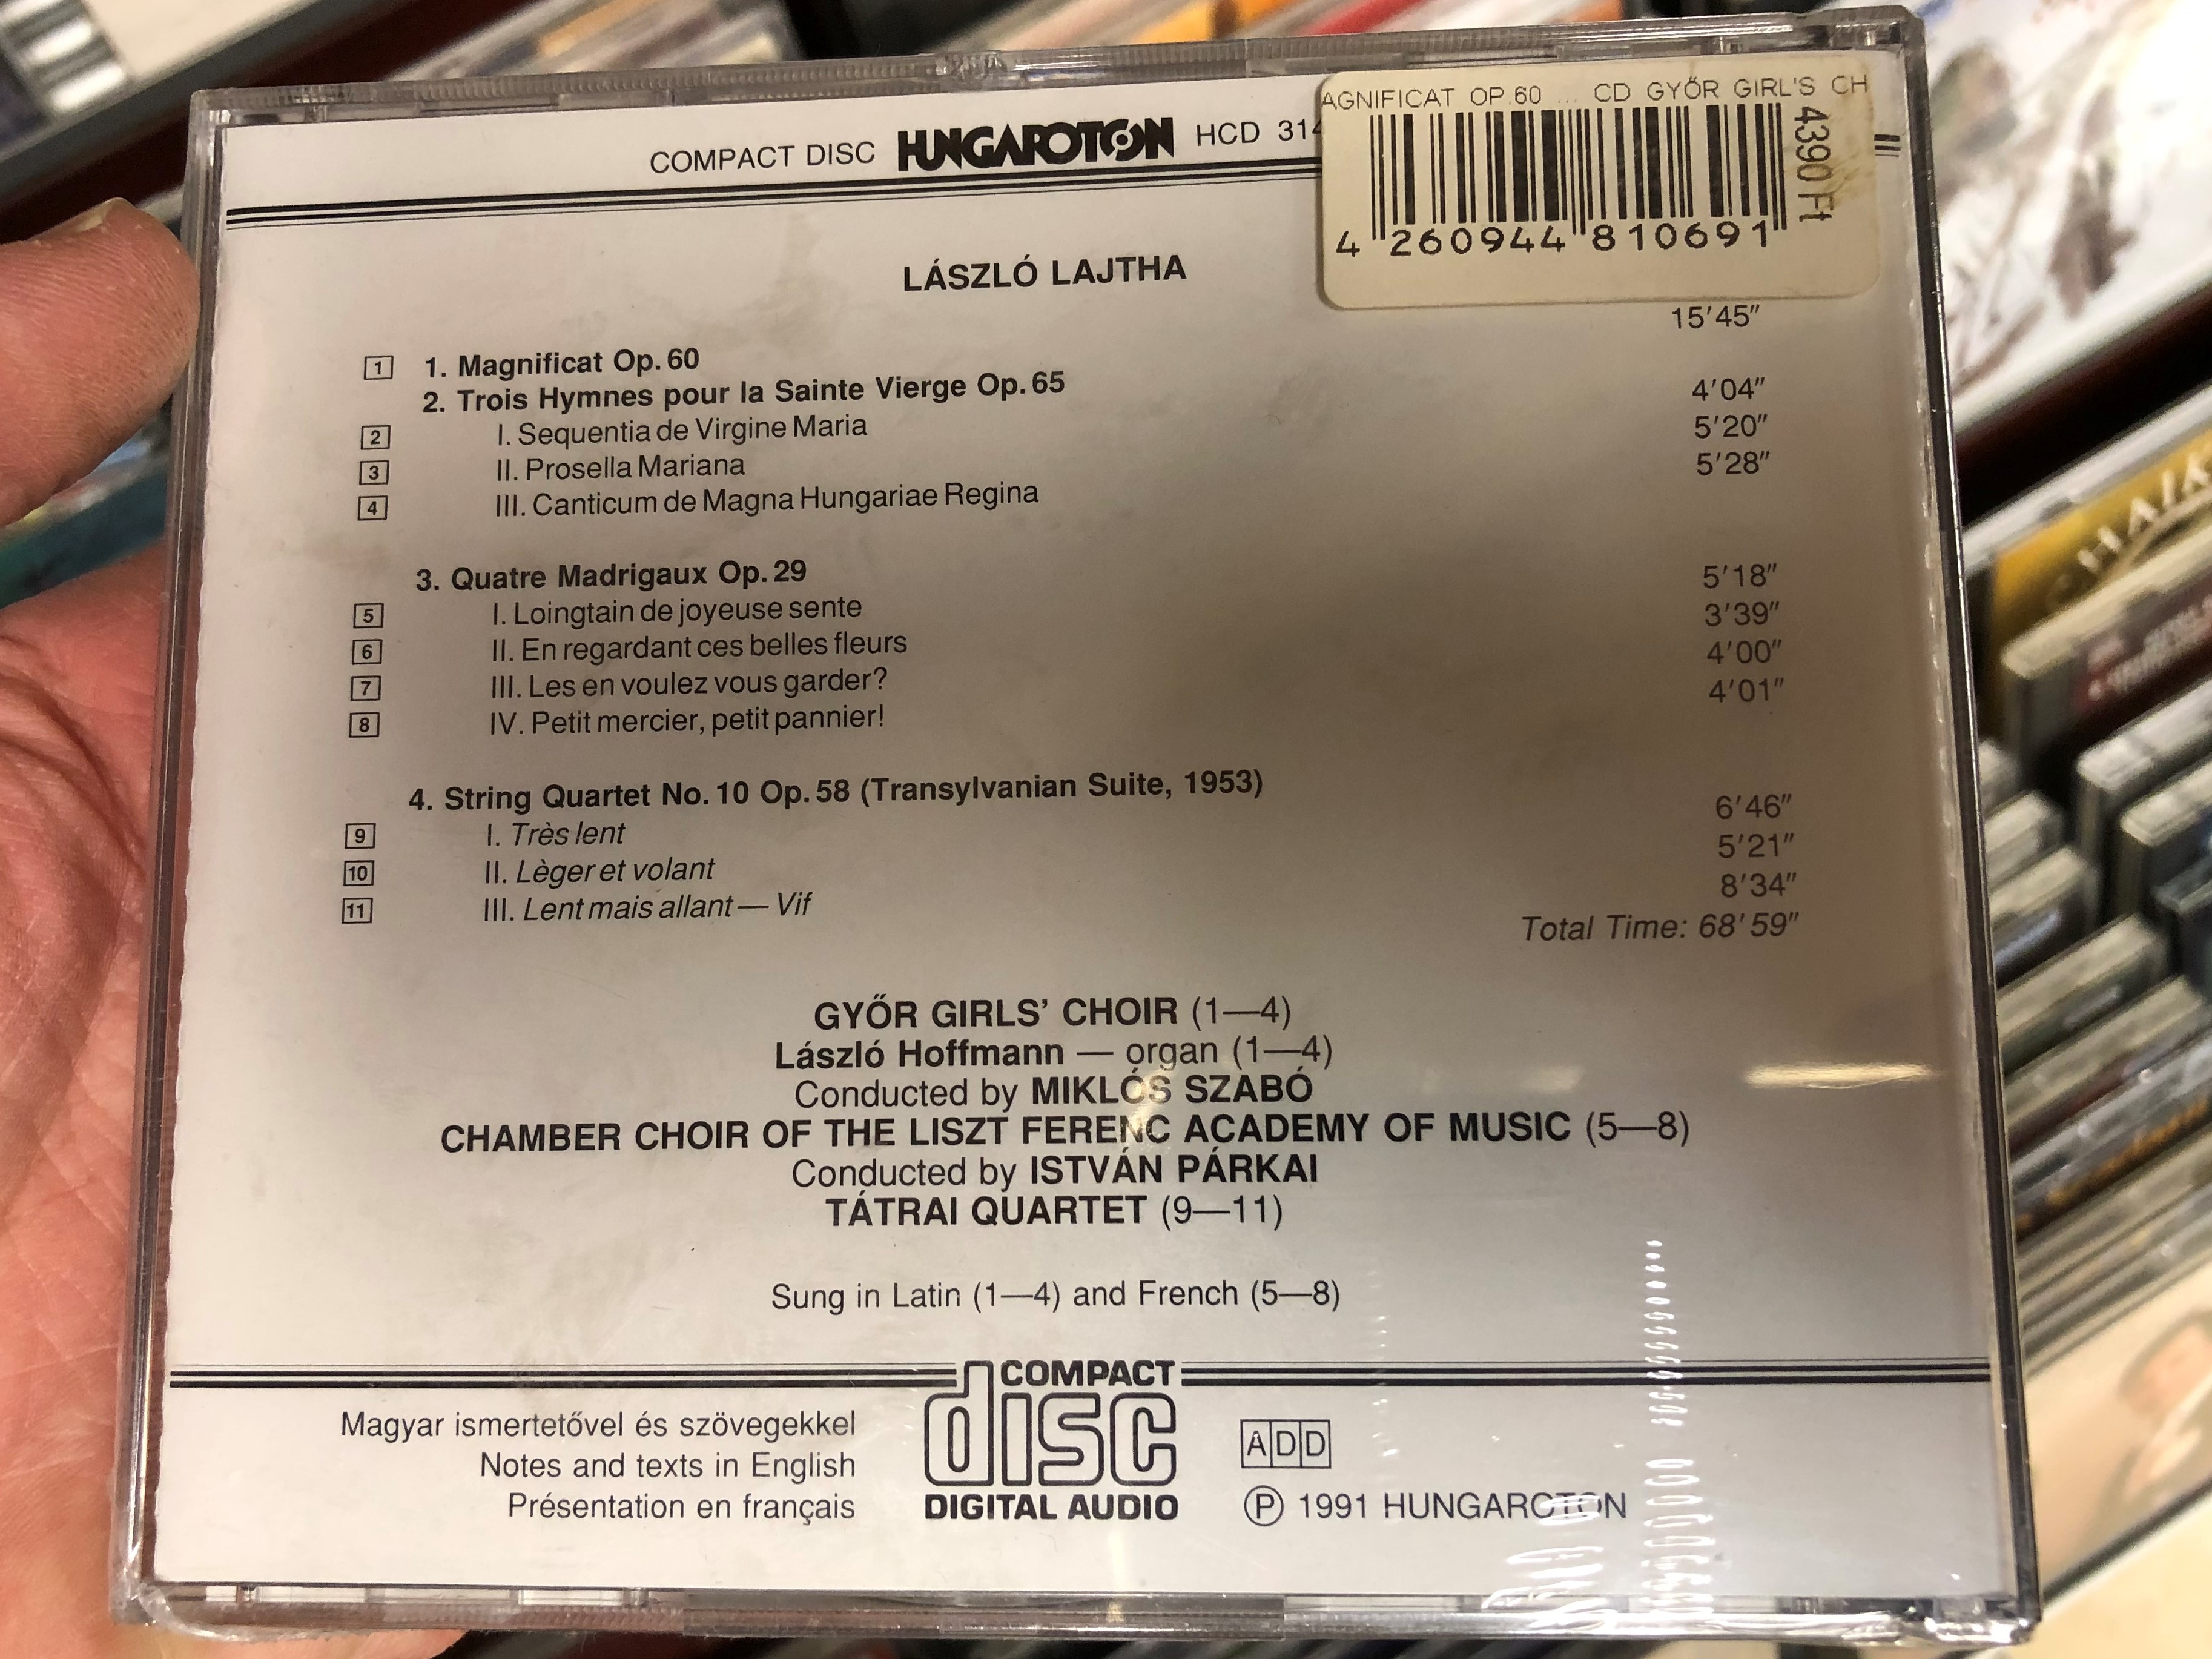 AGNIFICAT OP.60 ... CD GYŐR GIRL'S CH
4390 Ft
4 260944 810691
COMPACT DISC HUNGAROTON HCD 314
LÁSZLÓ LAJTHA
1 1. Magnificat Op. 60 15′45″
2. Trois Hymnes pour la Sainte Vierge Op. 65
2 I. Sequentia de Virgine Maria 4′04″
3 II. Prosella Mariana 5′20″
4 III. Canticum de Magna Hungariae Regina 5′28″
3. Quatre Madrigaux Op. 29
5 I. Loingtain de joyeuse sente 5′18″
6 II. En regardant ces belles fleurs 3′39″
7 III. Les en voulez vous garder? 4′00″
8 IV. Petit mercier, petit pannier! 4′01″
4. String Quartet No. 10 Op. 58 (Transylvanian Suite, 1953)
9 I. Très lent 6′46″
10 II. Lèger et volant 5′21″
11 III. Lent mais allant — Vif 8′34″
Total Time: 68′59″
GYŐR GIRLS' CHOIR (1—4)
László Hoffmann — organ (1—4)
Conducted by MIKLÓS SZABÓ
CHAMBER CHOIR OF THE LISZT FERENC ACADEMY OF MUSIC (5—8)
Conducted by ISTVÁN PÁRKAI
TÁTRAI QUARTET (9—11)
Sung in Latin (1—4) and French (5—8)
Magyar ismertetővel és szövegekkel
Notes and texts in English
Présentation en français
COMPACT
disc
DIGITAL AUDIO
ADD
Ⓟ 1991 HUNGAROTON